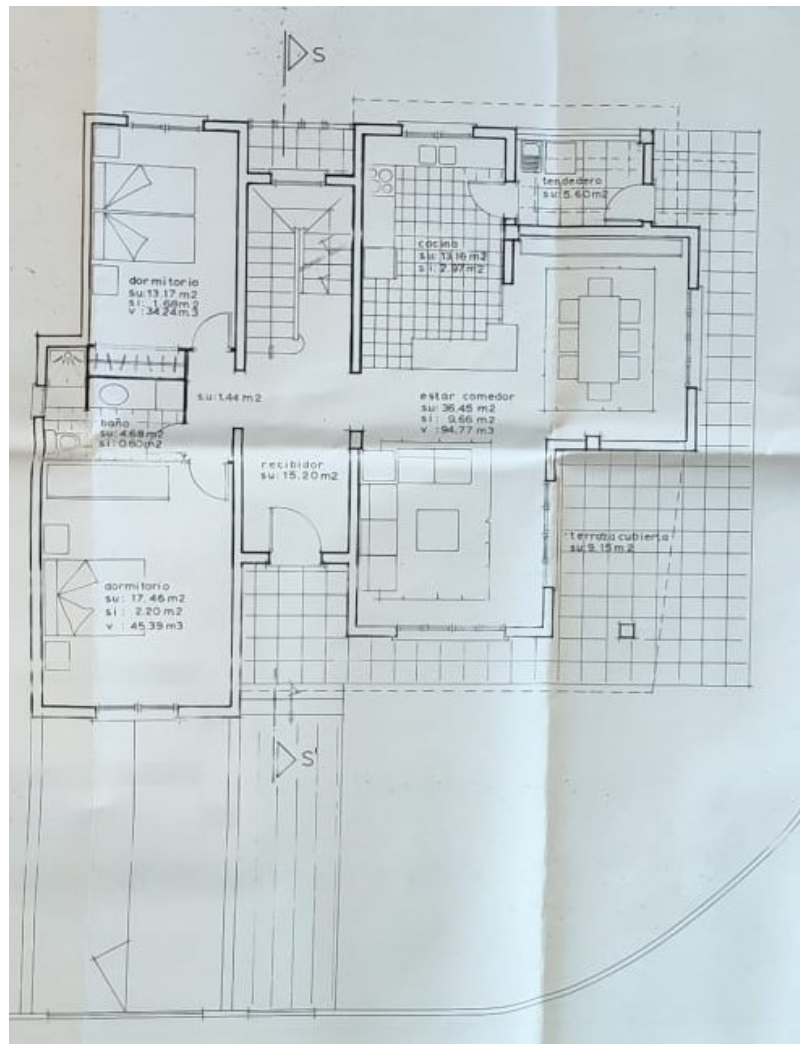 S
tendedero
su: 5.60m2
cocina
su: 13.16 m2
si: 2.97m2
dormitorio
su: 13.17 m2
si: 1.68m2
v : 34.24m3
su: 1.44 m2
estar comedor
su: 36.45 m2
si: 9.66 m2
v : 94.77 m3
baño
su: 4.68m2
si: 0.60m2
recibidor
su: 15.20 m2
terraza cubierta
su: 9.15m2
dormitorio
su: 17.46 m2
si: 2.20 m2
v : 45.39 m3
S'